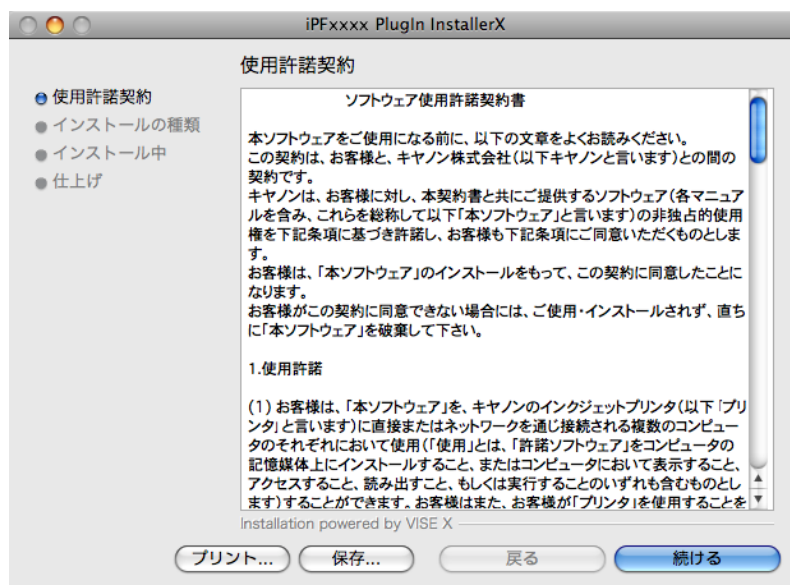 iPFxxxx PlugIn InstallerX
使用許諾契約
使用許諾契約
インストールの種類
インストール中
仕上げ
ソフトウェア使用許諾契約書
本ソフトウェアをご使用になる前に、以下の文章をよくお読みください。
この契約は、お客様と、キヤノン株式会社(以下キヤノンと言います)との間の
契約です。
キヤノンは、お客様に対し、本契約書と共にご提供するソフトウェア(各マニュア
ルを含み、これらを総称して以下「本ソフトウェア」と言います)の非独占的使用
権を下記条項に基づき許諾し、お客様も下記条項にご同意いただくものとしま
す。
お客様は、「本ソフトウェア」のインストールをもって、この契約に同意したことに
なります。
お客様がこの契約に同意できない場合には、ご使用・インストールされず、直ち
に「本ソフトウェア」を破棄して下さい。
1.使用許諾
(1) お客様は、「本ソフトウェア」を、キヤノンのインクジェットプリンタ(以下「プリ
ンタ」と言います)に直接またはネットワークを通じ接続される複数のコンピュー
タのそれぞれにおいて使用(「使用」とは、「許諾ソフトウェア」をコンピュータの
記憶媒体上にインストールすること、またはコンピュータにおいて表示すること、
アクセスすること、読み出すこと、もしくは実行することのいずれも含むものとし
ます)することができます。お客様はまた、お客様が「プリンタ」を使用することを
Installation powered by VISE X
プリント... 保存... 戻る 続ける